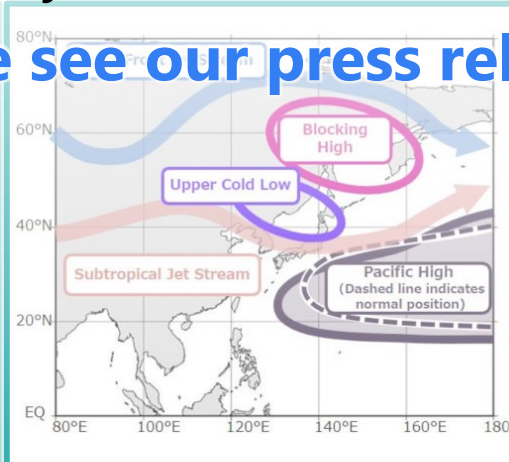 80°N
see our press rel
60°N
Blocking
High
Upper Cold Low
40°N
Subtropical Jet Stream
Pacific High
(Dashed line indicates
normal position)
20°N
EQ
80°E 100°E 120°E 140°E 160°E 180